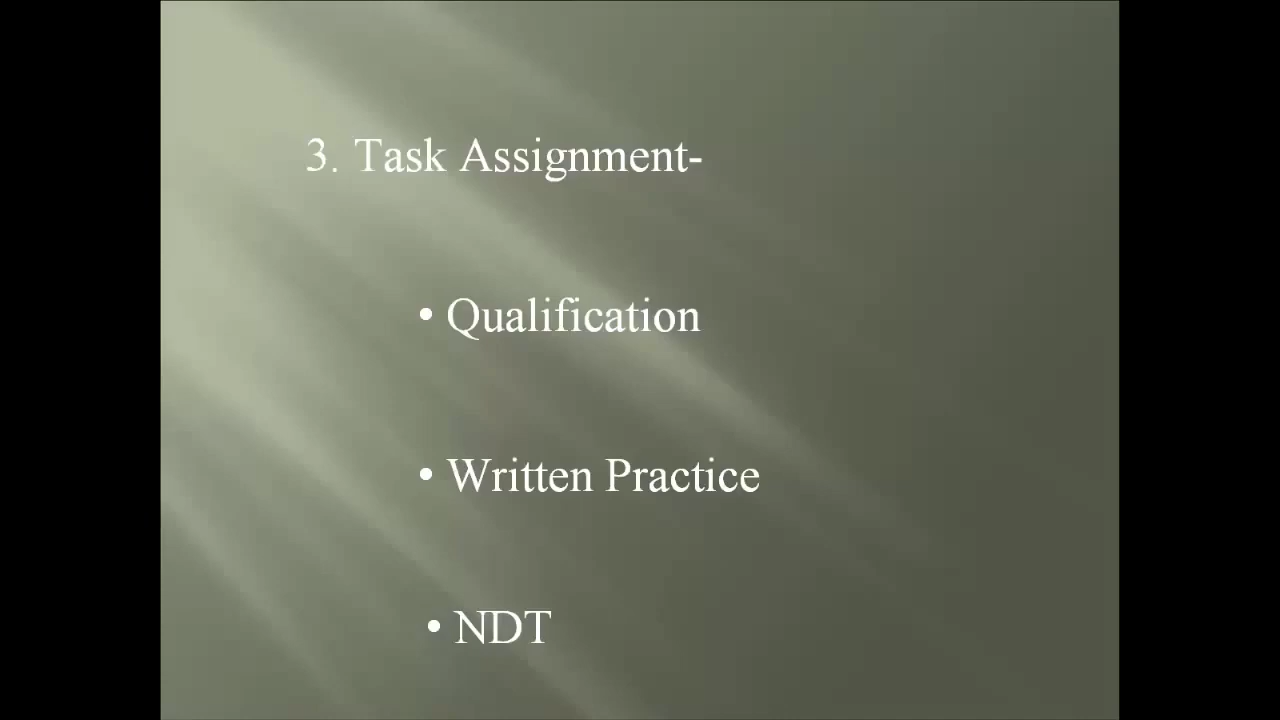 3. Task Assignment-
• Qualification
• Written Practice
• NDT